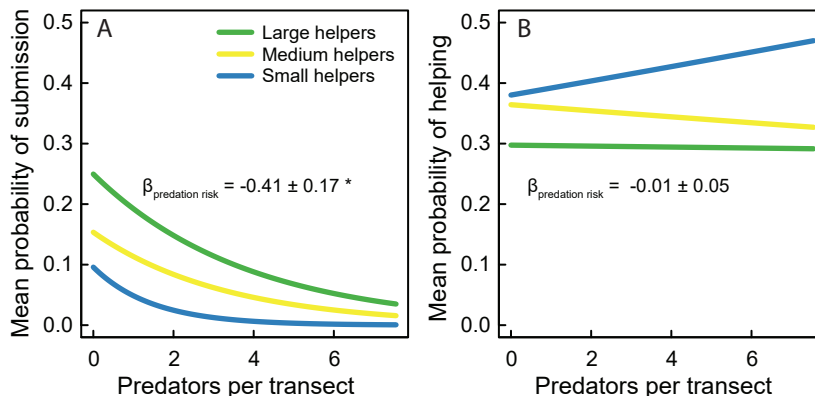 A
Large helpers
Medium helpers
Small helpers
β predation risk = -0.41 ± 0.17 *
Mean probability of submission
0.5
0.4
0.3
0.2
0.1
0.0
0 2 4 6
Predators per transect
B
β predation risk = -0.01 ± 0.05
Mean probability of helping
0.5
0.4
0.3
0.2
0.1
0.0
0 2 4 6
Predators per transect